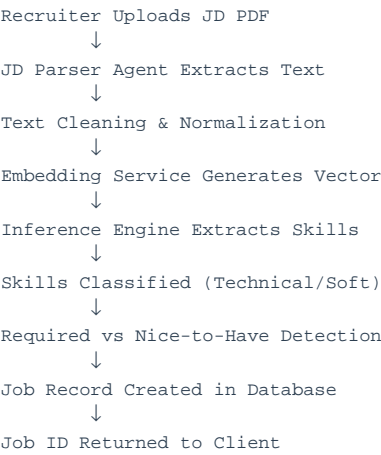 Recruiter Uploads JD PDF
↓
JD Parser Agent Extracts Text
↓
Text Cleaning & Normalization
↓
Embedding Service Generates Vector
↓
Inference Engine Extracts Skills
↓
Skills Classified (Technical/Soft)
↓
Required vs Nice-to-Have Detection
↓
Job Record Created in Database
↓
Job ID Returned to Client